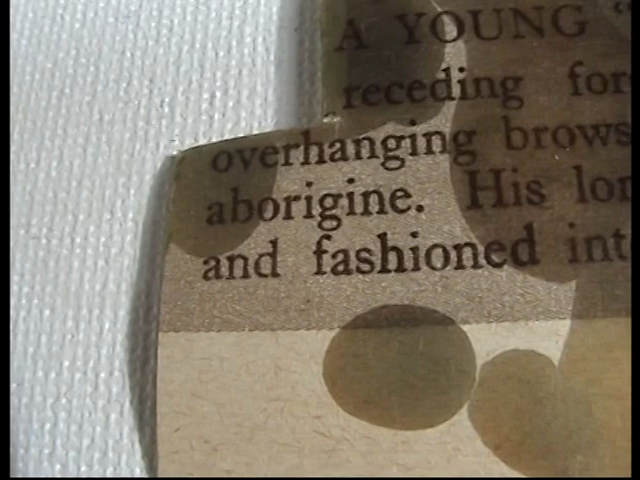 A YOUNG "
receding for
overhanging brows
aborigine. His lon
and fashioned int